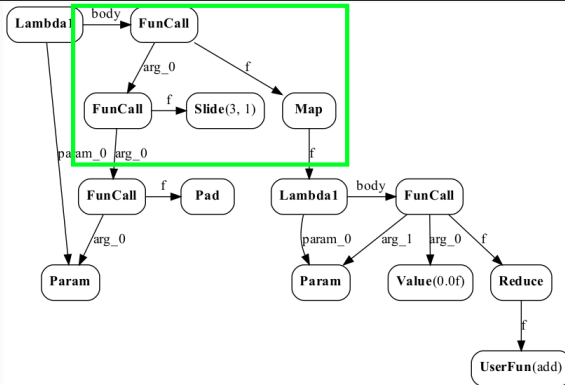 Lambda1 body FunCall
arg_0 f
FunCall f Slide(3, 1) Map
param_0 arg_0 f
FunCall f Pad Lambda1 body FunCall
arg_0 param_0 arg_1 arg_0 f
Param Param Value(0.0f) Reduce
f
UserFun(add)